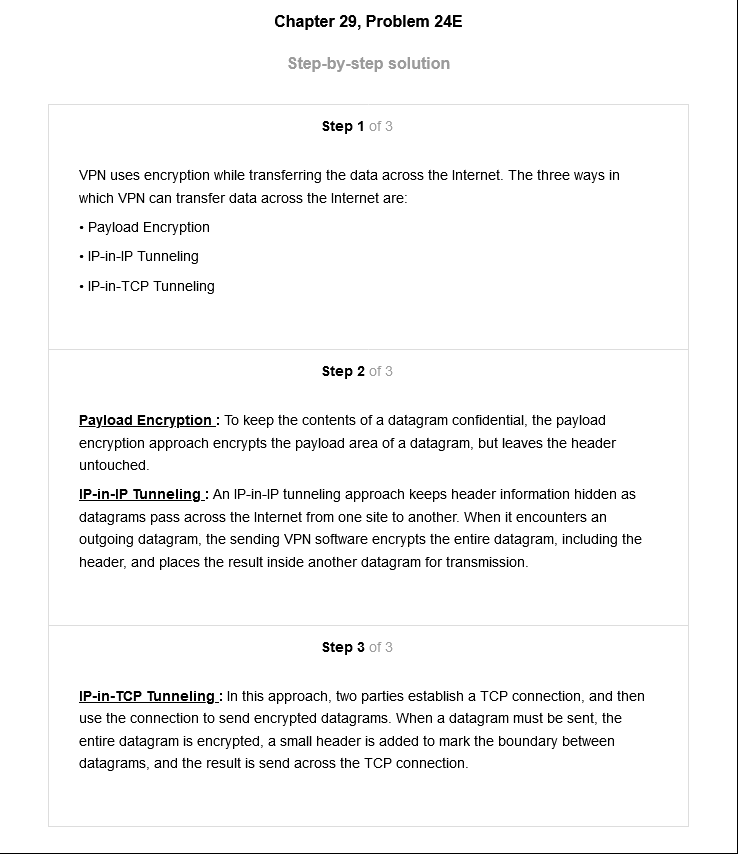 Chapter 29, Problem 24E
Step-by-step solution
Step 1 of 3
VPN uses encryption while transferring the data across the Internet. The three ways in
which VPN can transfer data across the Internet are:
• Payload Encryption
• IP-in-IP Tunneling
• IP-in-TCP Tunneling
Step 2 of 3
Payload Encryption : To keep the contents of a datagram confidential, the payload
encryption approach encrypts the payload area of a datagram, but leaves the header
untouched.
IP-in-IP Tunneling : An IP-in-IP tunneling approach keeps header information hidden as
datagrams pass across the Internet from one site to another. When it encounters an
outgoing datagram, the sending VPN software encrypts the entire datagram, including the
header, and places the result inside another datagram for transmission.
Step 3 of 3
IP-in-TCP Tunneling : In this approach, two parties establish a TCP connection, and then
use the connection to send encrypted datagrams. When a datagram must be sent, the
entire datagram is encrypted, a small header is added to mark the boundary between
datagrams, and the result is send across the TCP connection.